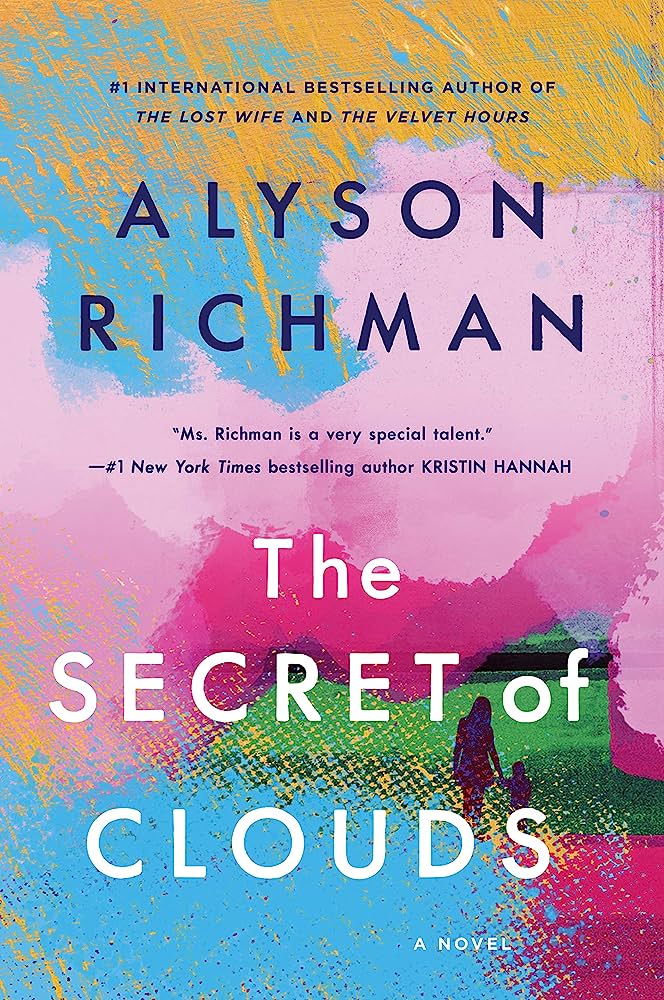 #1 INTERNATIONAL BESTSELLING AUTHOR OF
THE LOST WIFE AND THE VELVET HOURS
ALYSON
RICHMAN
“Ms. Richman is a very special talent.”
—#1 New York Times bestselling author KRISTIN HANNAH
The
SECRET of
CLOUDS
A NOVEL